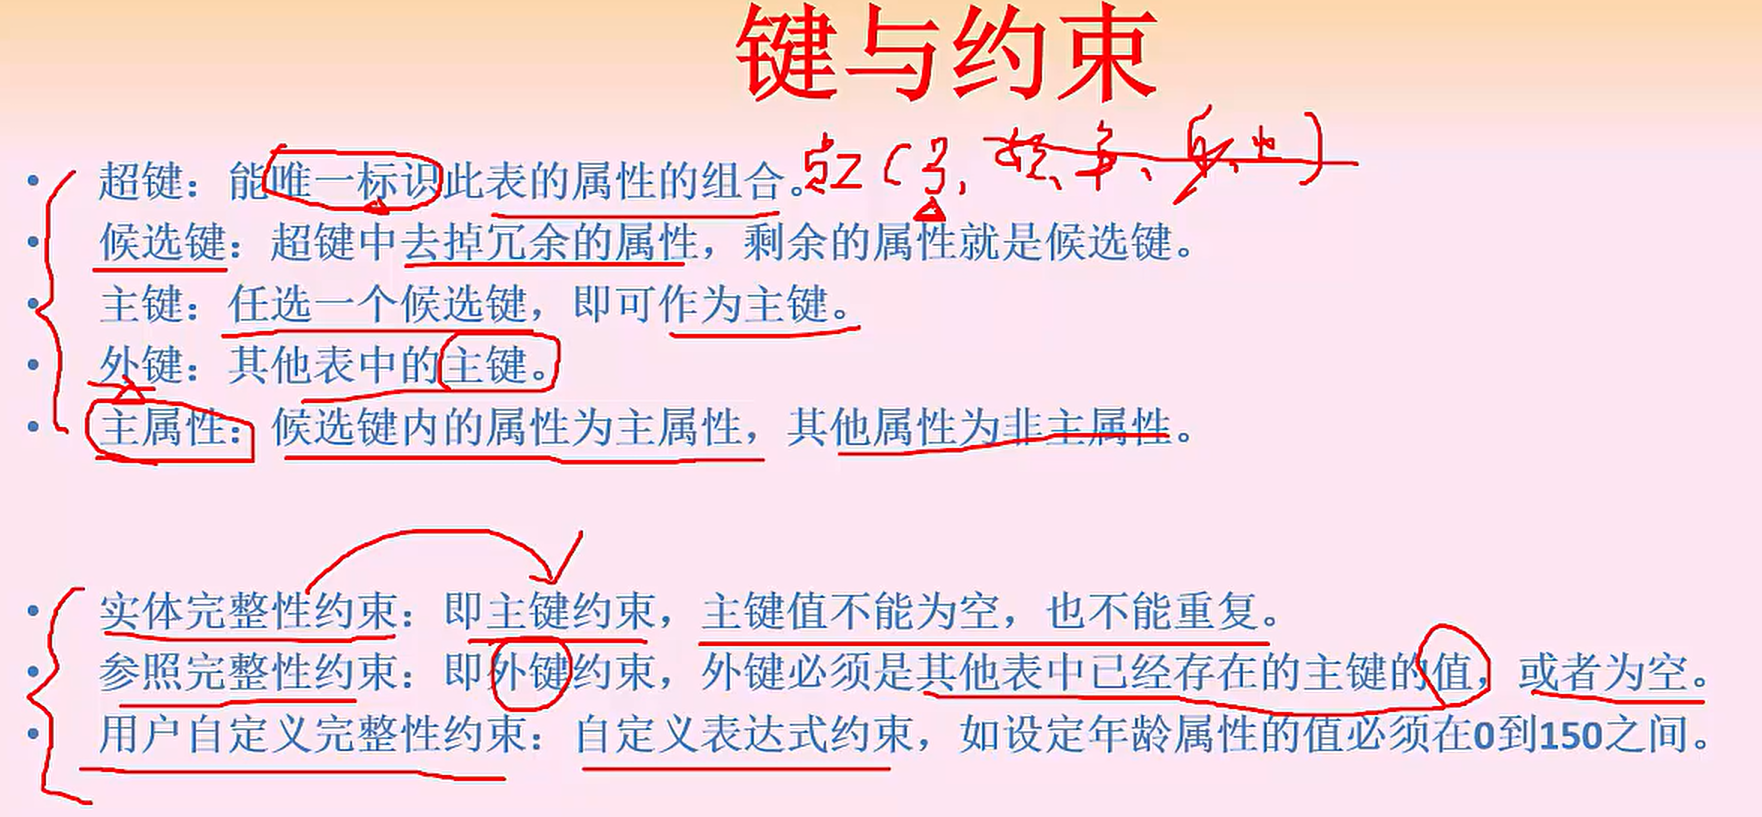 键与约束
• 超键：能唯一标识此表的属性的组合。
• 候选键：超键中去掉冗余的属性，剩余的属性就是候选键。
• 主键：任选一个候选键，即可作为主键。
• 外键：其他表中的主键。
• 主属性：候选键内的属性为主属性，其他属性为非主属性。
• 实体完整性约束：即主键约束，主键值不能为空，也不能重复。
• 参照完整性约束：即外键约束，外键必须是其他表中已经存在的主键的值，或者为空。
• 用户自定义完整性约束：自定义表达式约束，如设定年龄属性的值必须在0到150之间。